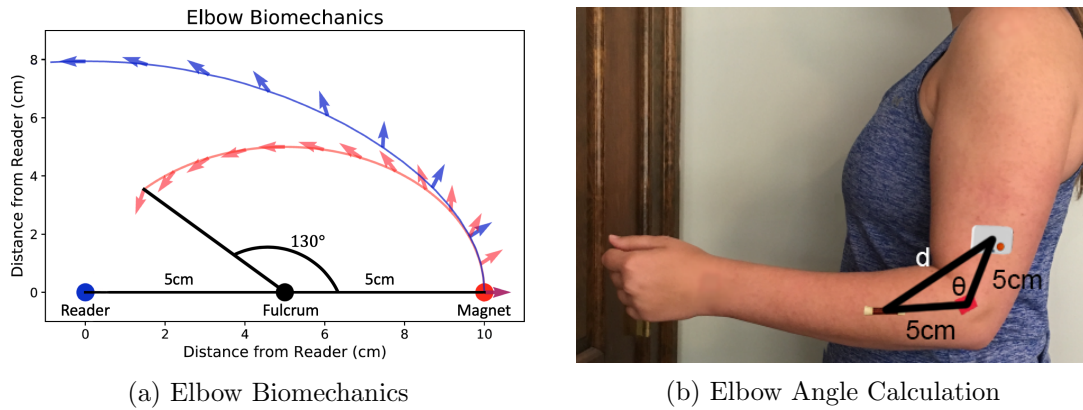 Elbow Biomechanics
Distance from Reader (cm)
8
6
4
2
0
130°
5cm
5cm
Reader
Fulcrum
Magnet
0
2
4
6
8
10
Distance from Reader (cm)
(a) Elbow Biomechanics
d
θ
5cm
5cm
(b) Elbow Angle Calculation